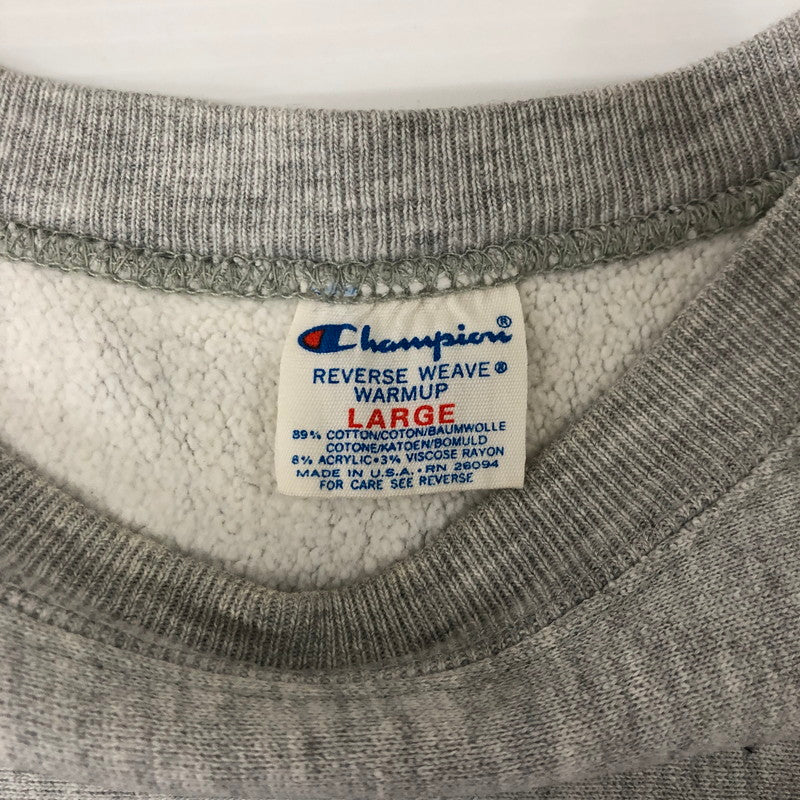 Champion®
REVERSE WEAVE®
WARMUP
LARGE
89% COTTON/COTON/BAUMWOLLE
COTONE/KATOEN/BOMULD
8% ACRYLIC•3% VISCOSE RAYON
MADE IN U.S.A. • RN 26094
FOR CARE SEE REVERSE